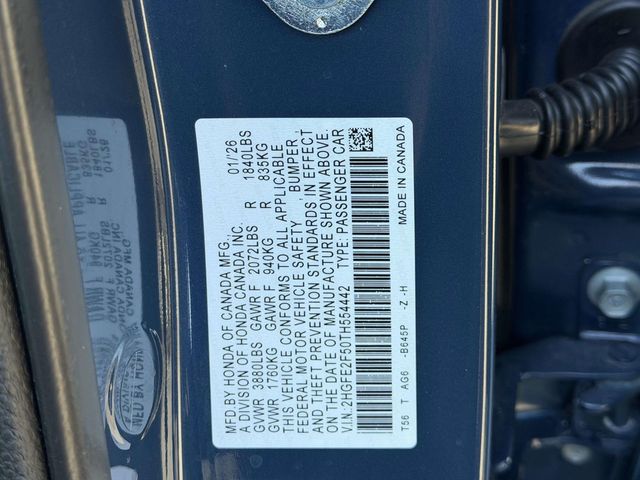 MFD. BY HONDA OF CANADA MFG. 01/26
A DIVISION OF HONDA CANADA INC.
GVWR 3880LBS GAWR F 2072LBS R 1840LBS
GVWR 1760KG GAWR F 940KG R 835KG
THIS VEHICLE CONFORMS TO ALL APPLICABLE
FEDERAL MOTOR VEHICLE SAFETY , BUMPER ,
AND THEFT PREVENTION STANDARDS IN EFFECT
ON THE DATE OF MANUFACTURE SHOWN ABOVE.
V.I.N.:2HGFE2F50TH554442 TYPE: PASSENGER CAR
T56 T AG6 -B645P -Z -H MADE IN CANADA